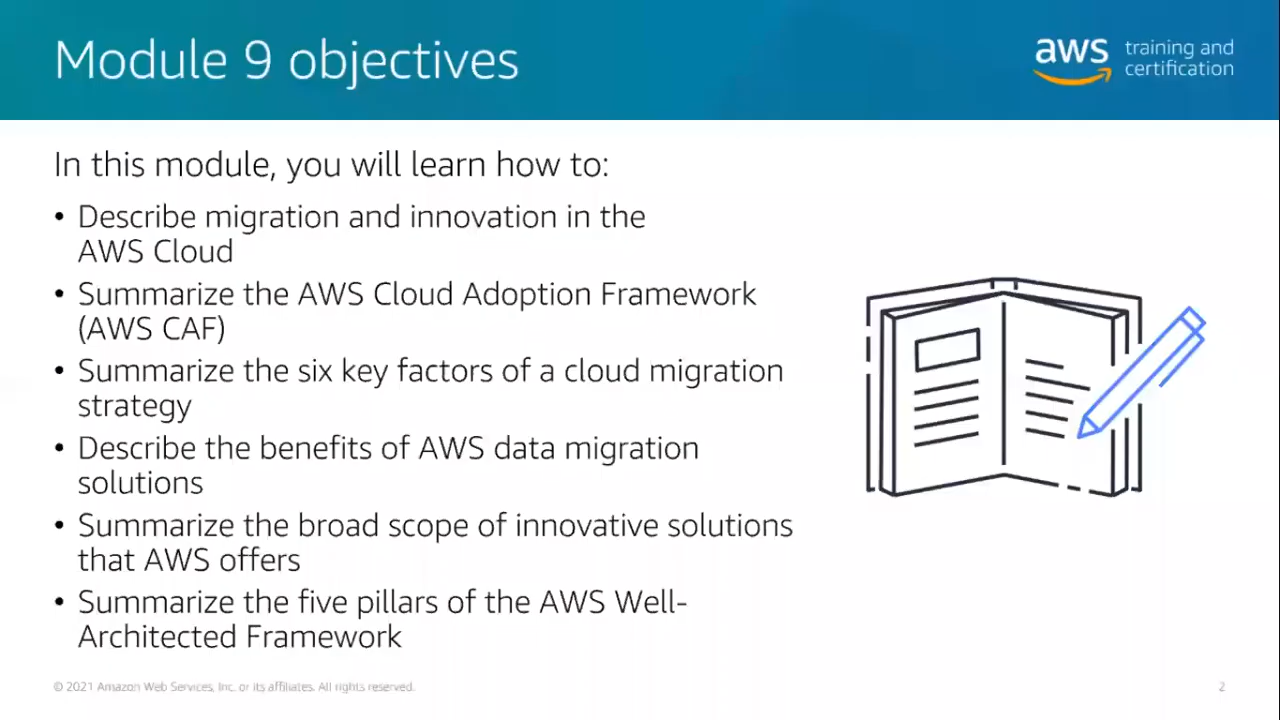 Module 9 objectives
aws training and
certification
In this module, you will learn how to:
• Describe migration and innovation in the
AWS Cloud
• Summarize the AWS Cloud Adoption Framework
(AWS CAF)
• Summarize the six key factors of a cloud migration
strategy
• Describe the benefits of AWS data migration
solutions
• Summarize the broad scope of innovative solutions
that AWS offers
• Summarize the five pillars of the AWS Well-
Architected Framework
© 2021 Amazon Web Services, Inc. or its affiliates. All rights reserved.
2